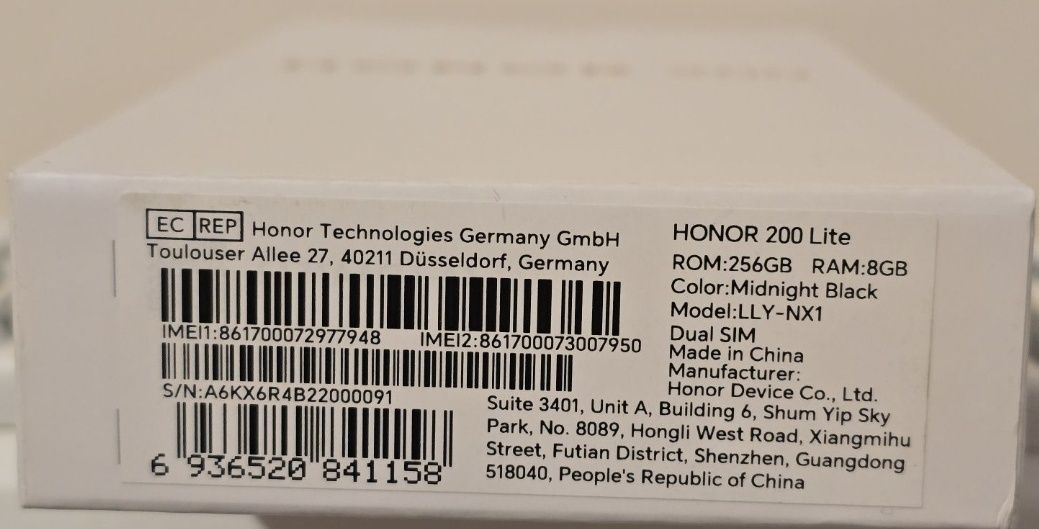 EC REP Honor Technologies Germany GmbH
Toulouser Allee 27, 40211 Düsseldorf, Germany
IMEI1:861700072977948 IMEI2:861700073007950
S/N:A6KX6R4B22000091
6 936520 841158
HONOR 200 Lite
ROM:256GB RAM:8GB
Color:Midnight Black
Model:LLY-NX1
Dual SIM
Made in China
Manufacturer:
Honor Device Co., Ltd.
Suite 3401, Unit A, Building 6, Shum Yip Sky
Park, No. 8089, Hongli West Road, Xiangmihu
Street, Futian District, Shenzhen, Guangdong
518040, People's Republic of China